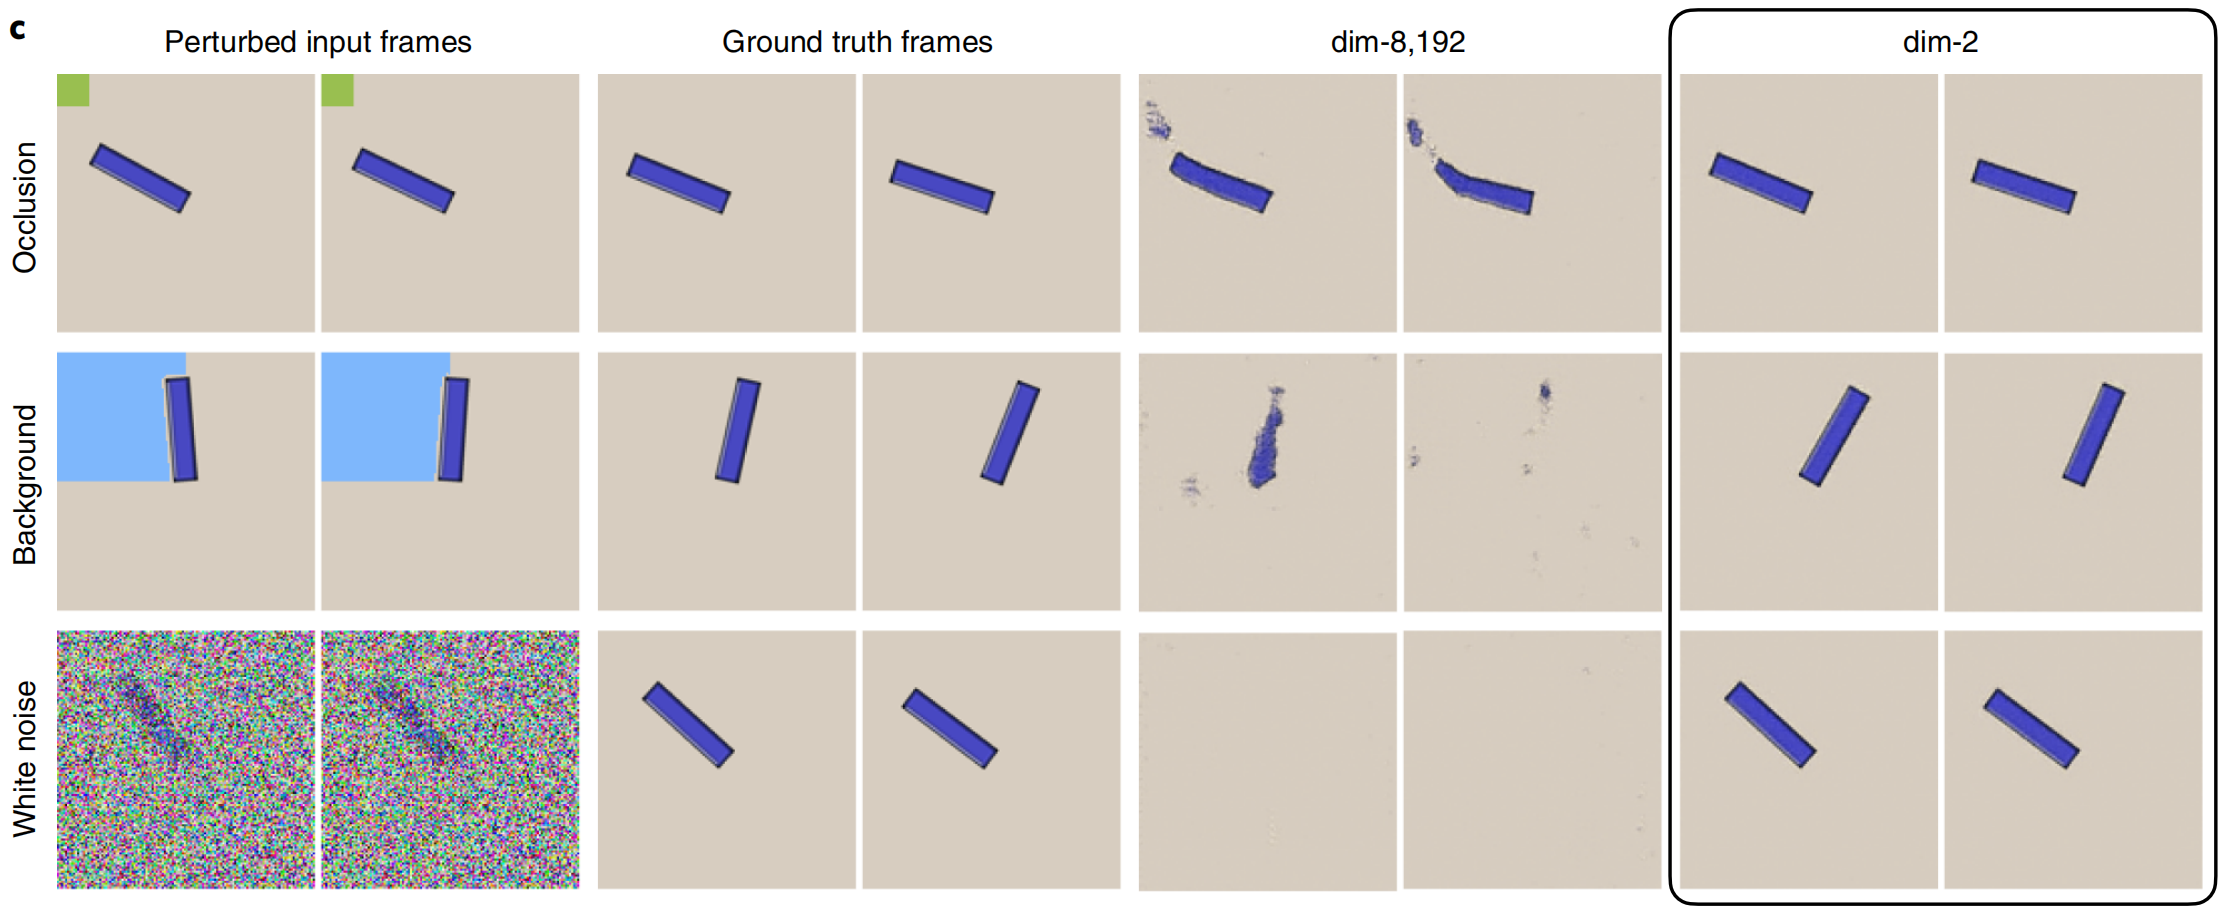 c
Perturbed input frames
Ground truth frames
dim-8,192
dim-2
Occlusion
Background
White noise